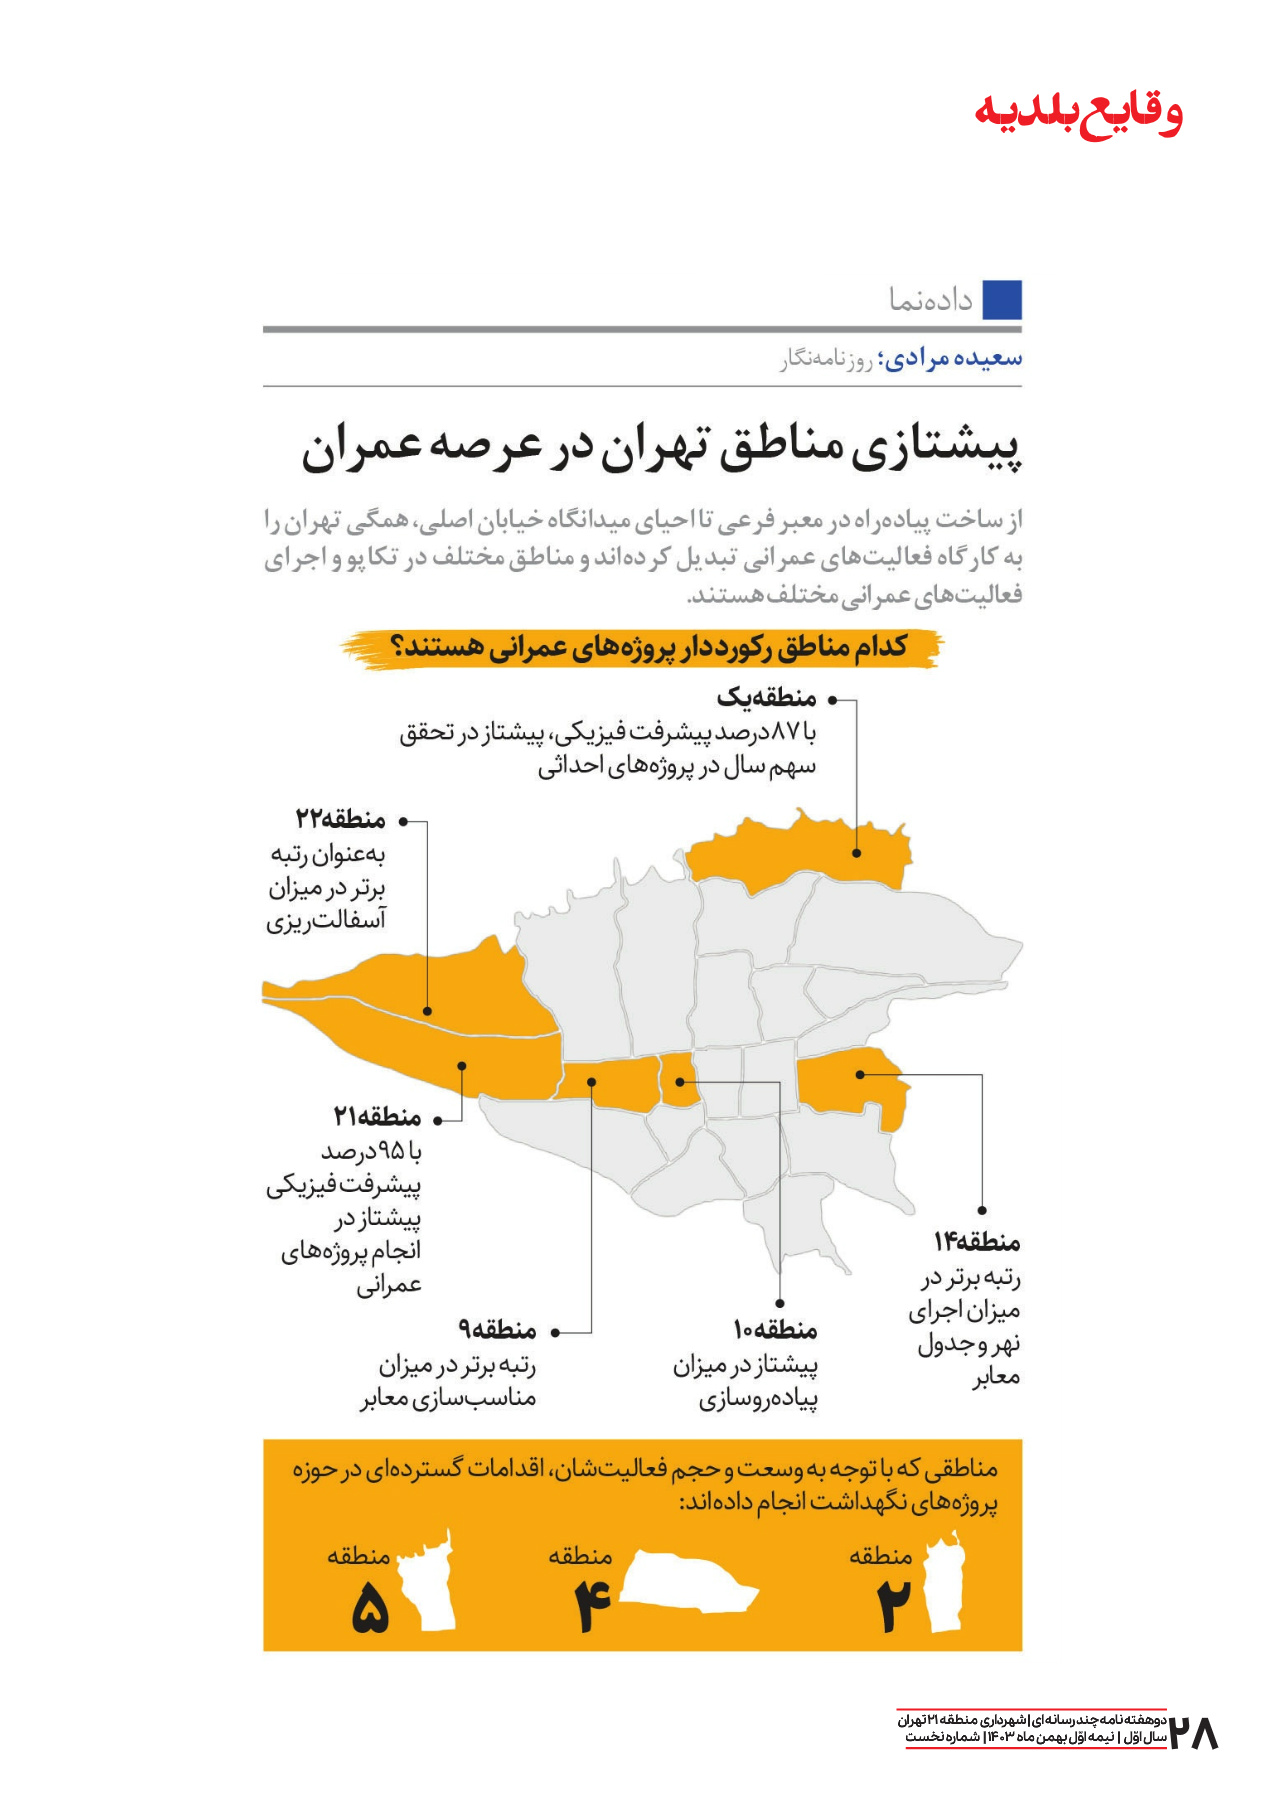 وقایع بلدیه
داده‌نما
سعیده مرادی؛ روزنامه‌نگار
پیشتازی مناطق تهران در عرصه عمران
از ساخت پیاده‌راه در معبر فرعی تا احیای میدانگاه خیابان اصلی، همگی تهران را
به کارگاه فعالیت‌های عمرانی تبدیل کرده‌اند و مناطق مختلف در تکاپو و اجرای
فعالیت‌های عمرانی مختلف هستند.
کدام مناطق رکورددار پروژه‌های عمرانی هستند؟
منطقه یک
با ۸۷درصد پیشرفت فیزیکی، پیشتاز در تحقق
سهم سال در پروژه‌های احداثی
منطقه۲۲
به‌عنوان رتبه
برتر در میزان
آسفالت‌ریزی
منطقه۲۱
با ۹۵درصد
پیشرفت فیزیکی
پیشتاز در
انجام پروژه‌های
عمرانی
منطقه۱۴
رتبه برتر در
میزان اجرای
نهر و جدول
معابر
منطقه۱۰
پیشتاز در میزان
پیاده‌روسازی
منطقه۹
رتبه برتر در میزان
مناسب‌سازی معابر
مناطقی که با توجه به وسعت و حجم فعالیت‌شان، اقدامات گسترده‌ای در حوزه
پروژه‌های نگهداشت انجام داده‌اند:
منطقه
۲
منطقه
۴
منطقه
۵
۲۸
دوهفته نامه چند رسانه‌ای | شهرداری منطقه ۲۱ تهران
سال اوّل | نیمه اوّل بهمن ماه ۱۴۰۳ | شماره نخست